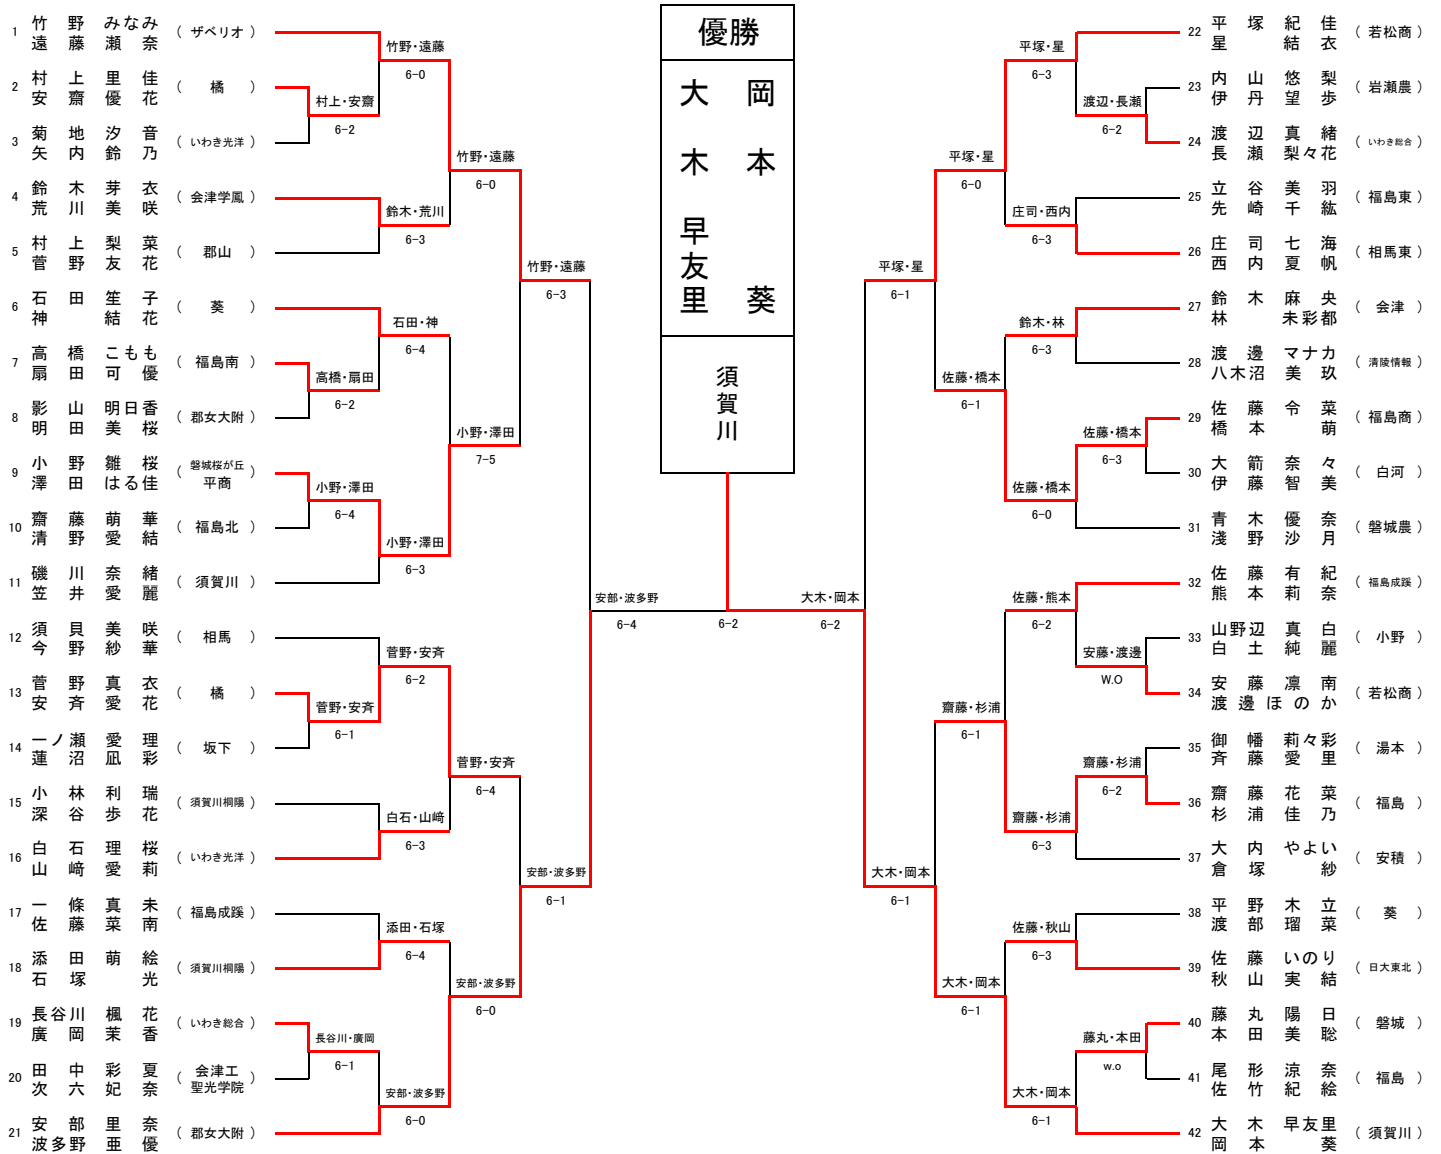 1 竹野 みなみ （ ザベリオ ）
遠藤 瀬奈
2 村上 里佳 （ 橘 ）
安齋 優花
3 菊地 汐音 （ いわき光洋 ）
矢内 鈴乃
4 鈴木 芽衣 （ 会津学鳳 ）
荒川 美咲
5 村上 梨菜 （ 郡山 ）
菅野 友花
6 石田 笙子 （ 葵 ）
神 結花
7 高橋 こもも （ 福島南 ）
扇田 可優
8 影山 明日香 （ 郡女大附 ）
明田 美桜
9 小野 雛桜 （ 磐城桜が丘 平商 ）
澤田 はる佳
10 齋藤 萌華 （ 福島北 ）
清野 愛結
11 磯川 奈緒 （ 須賀川 ）
笠井 愛麗
12 須貝 美咲 （ 相馬 ）
今野 紗華
13 菅野 真衣 （ 橘 ）
安斉 愛花
14 一ノ瀬 愛理 （ 坂下 ）
蓮沼 凪彩
15 小林 利瑞 （ 須賀川桐陽 ）
深谷 歩花
16 白石 理桜 （ いわき光洋 ）
山﨑 愛莉
17 一條 真未 （ 福島成蹊 ）
佐藤 菜南
18 添田 萌絵 （ 須賀川桐陽 ）
石塚 光
19 長谷川 楓花 （ いわき総合 ）
廣岡 茉香
20 田中 彩夏 （ 会津工 聖光学院 ）
次六 妃奈
21 安部 里奈 （ 郡女大附 ）
波多野 亜優
竹野・遠藤
6-0
村上・安齋
6-2
竹野・遠藤
6-0
鈴木・荒川
6-3
竹野・遠藤
6-3
石田・神
6-4
高橋・扇田
6-2
小野・澤田
7-5
小野・澤田
6-4
小野・澤田
6-3
安部・波多野
6-4
菅野・安斉
6-2
菅野・安斉
6-1
菅野・安斉
6-4
白石・山﨑
6-3
安部・波多野
6-1
添田・石塚
6-4
安部・波多野
6-0
長谷川・廣岡
6-1
安部・波多野
6-0
優勝
大木 早友里
岡本 葵
須賀川
6-2
平塚・星
6-3
渡辺・長瀬
6-2
平塚・星
6-0
庄司・西内
6-3
平塚・星
6-1
鈴木・林
6-3
佐藤・橋本
6-1
佐藤・橋本
6-3
佐藤・橋本
6-0
大木・岡本
6-2
佐藤・熊本
6-2
安藤・渡邊
W.O
齋藤・杉浦
6-1
齋藤・杉浦
6-2
齋藤・杉浦
6-3
大木・岡本
6-1
佐藤・秋山
6-3
大木・岡本
6-1
藤丸・本田
w.o
大木・岡本
6-1
22 平塚 紀佳 （ 若松商 ）
星 結衣
23 内山 悠梨 （ 岩瀬農 ）
伊丹 望歩
24 渡辺 真緒 （ いわき総合 ）
長瀬 梨々花
25 立谷 美羽 （ 福島東 ）
先崎 千紘
26 庄司 七海 （ 相馬東 ）
西内 夏帆
27 鈴木 麻央 （ 会津 ）
林 未彩都
28 渡邊 マナカ （ 清陵情報 ）
八木沼 美玖
29 佐藤 令菜 （ 福島商 ）
橋本 萌
30 大箭 奈々 （ 白河 ）
伊藤 智美
31 青木 優奈 （ 磐城農 ）
淺野 沙月
32 佐藤 有紀 （ 福島成蹊 ）
熊本 莉奈
33 山野辺 真白 （ 小野 ）
白土 純麗
34 安藤 凛南 （ 若松商 ）
渡邊 ほのか
35 御幡 莉々彩 （ 湯本 ）
斉藤 愛里
36 齋藤 花菜 （ 福島 ）
杉浦 佳乃
37 大内 やよい （ 安積 ）
倉塚 紗
38 平野 木立 （ 葵 ）
渡部 瑠菜
39 佐藤 いのり （ 日大東北 ）
秋山 実結
40 藤丸 陽日 （ 磐城 ）
本田 美聡
41 尾形 涼奈 （ 福島 ）
佐竹 紀絵
42 大木 早友里 （ 須賀川 ）
岡本 葵